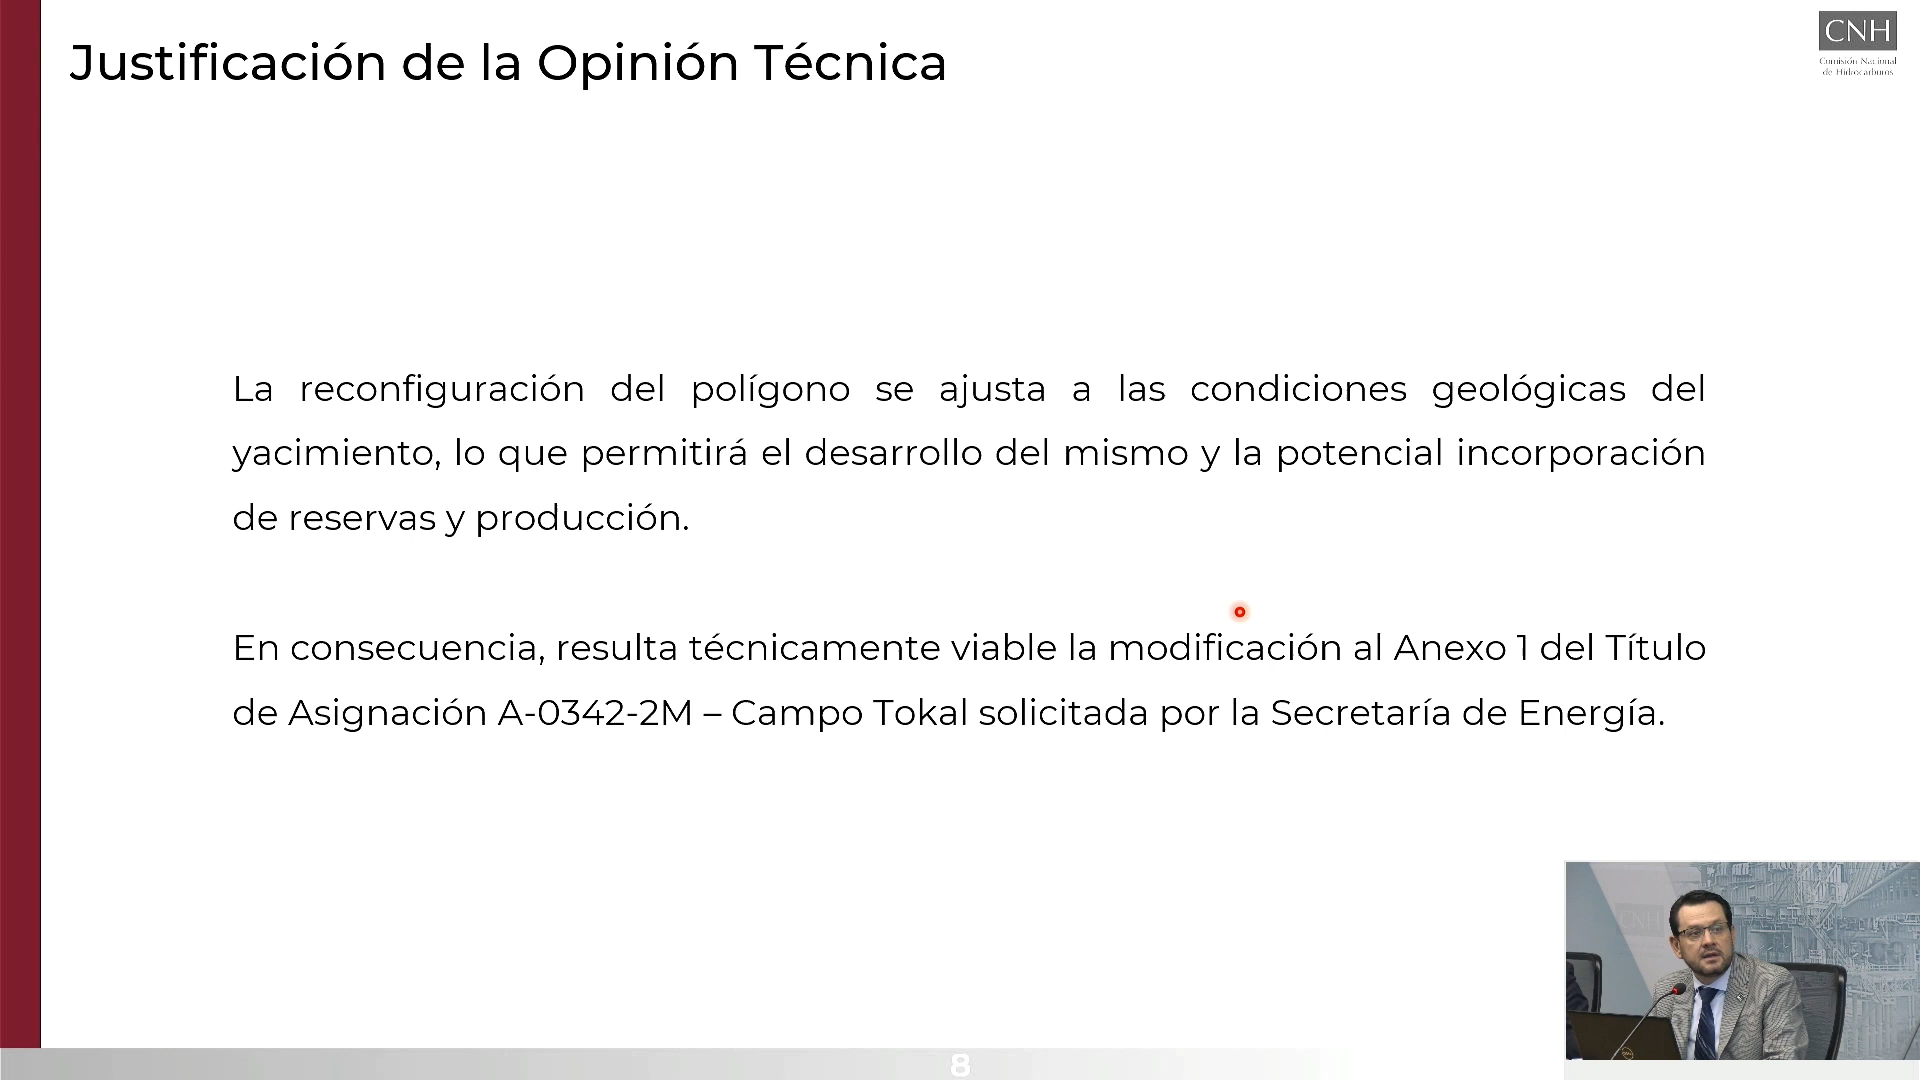 Justificación de la Opinión Técnica
CNH
Comisión Nacional
de Hidrocarburos
La reconfiguración del polígono se ajusta a las condiciones geológicas del
yacimiento, lo que permitirá el desarrollo del mismo y la potencial incorporación
de reservas y producción.
En consecuencia, resulta técnicamente viable la modificación al Anexo 1 del Título
de Asignación A-0342-2M – Campo Tokal solicitada por la Secretaría de Energía.
CNH
8